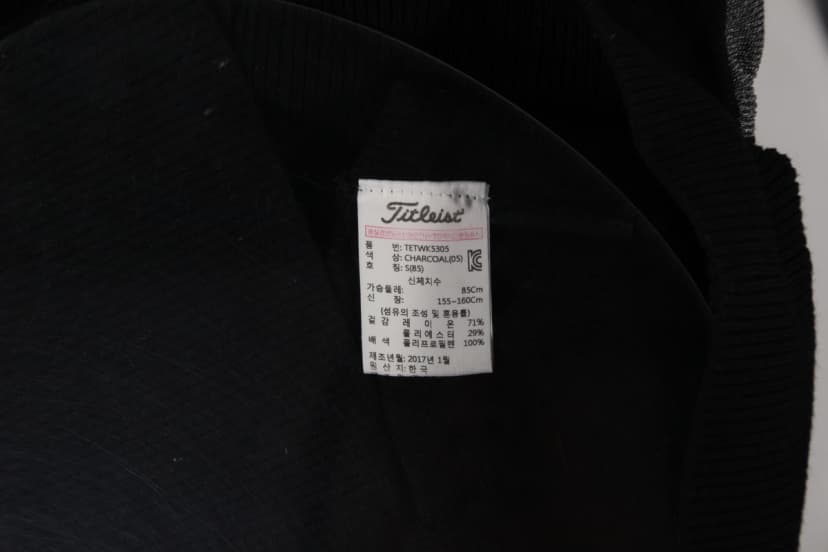 Titleist
품 번: TETWK5305
색 상: CHARCOAL(05)
호 칭: S(85)
신체치수
가슴둘레: 85Cm
신 장: 155~160Cm
(섬유의 조성 및 혼용률)
겉감 레이온 71%
폴리에스터 29%
배색 폴리프로필렌 100%
제조년월: 2017년 1월
원산지: 한국